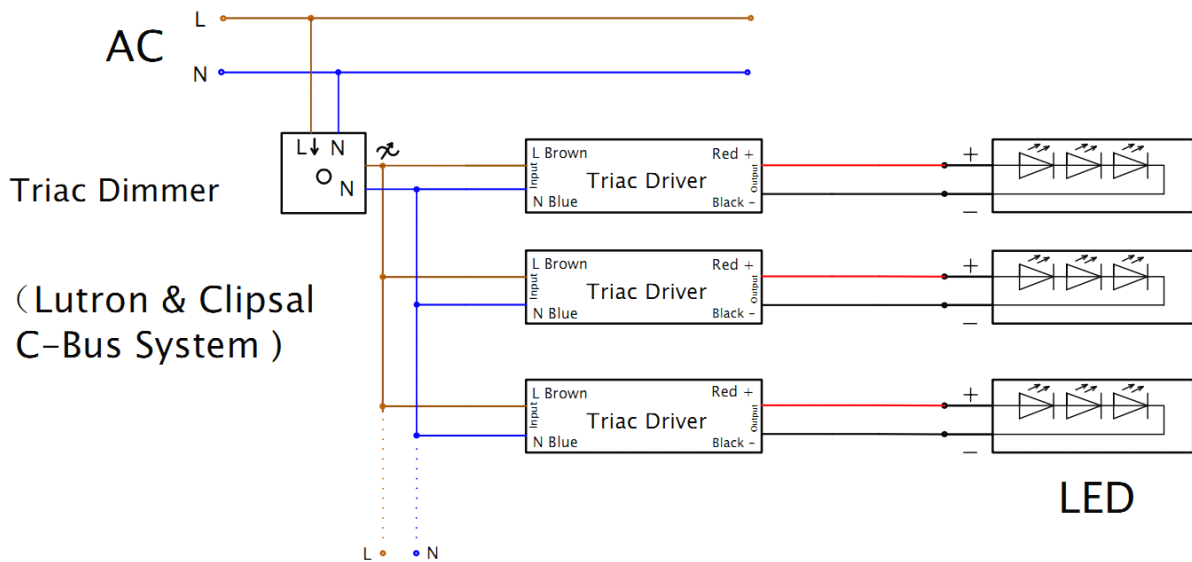 L
AC
N
L N
N
Triac Dimmer
（Lutron & Clipsal
C-Bus System )
L Brown
Input
N Blue
Triac Driver
Red +
Output
Black -
+
−
L Brown
Input
N Blue
Triac Driver
Red +
Output
Black -
+
−
L Brown
Input
N Blue
Triac Driver
Red +
Output
Black -
+
−
LED
L
N